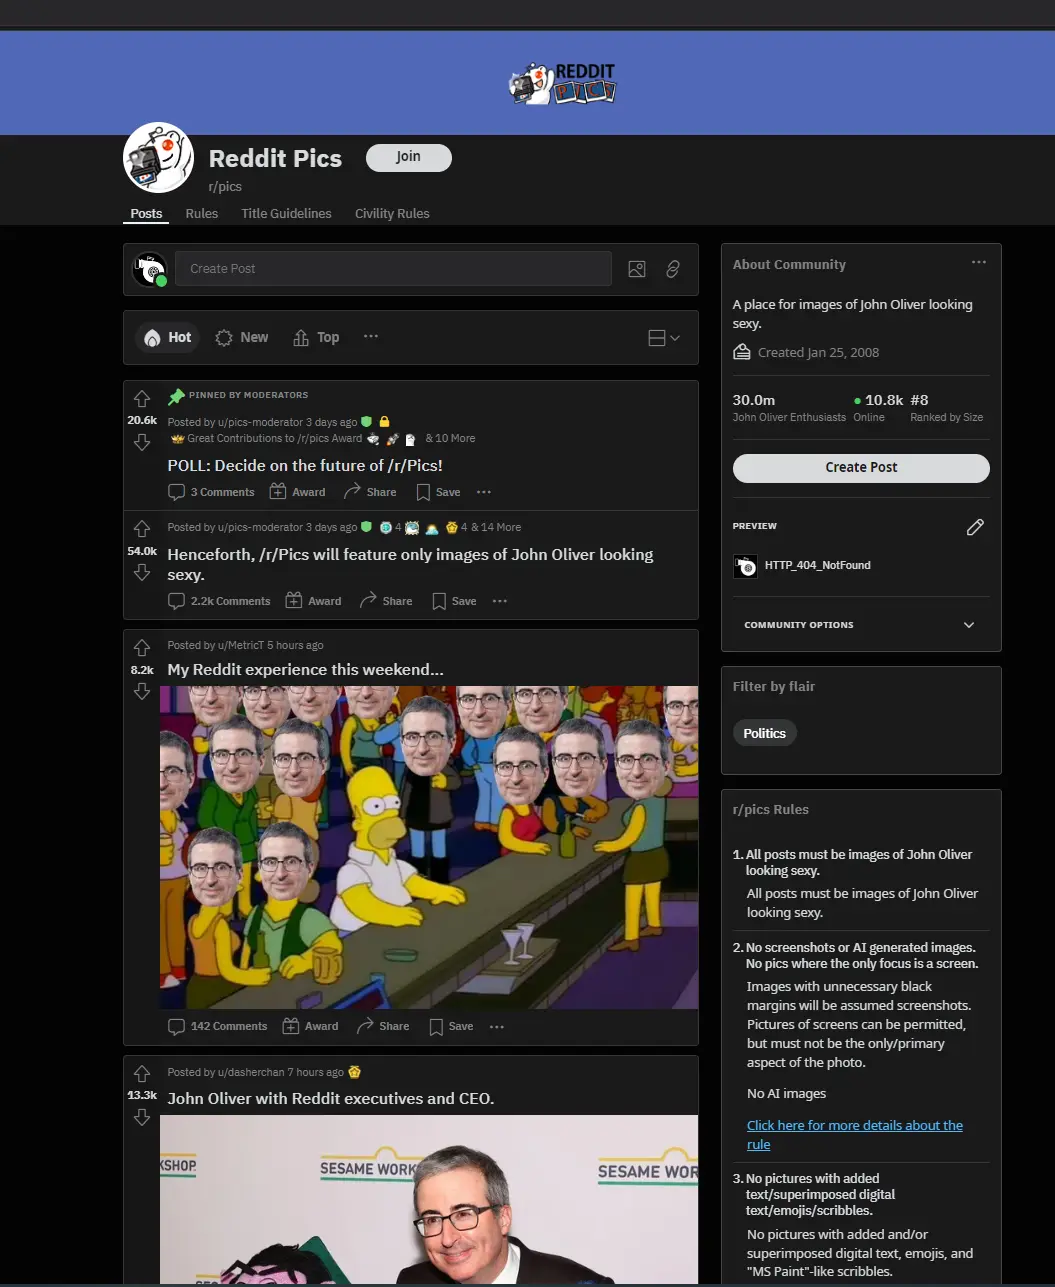 REDDIT
PICS
Reddit Pics
Join
r/pics
Posts
Rules
Title Guidelines
Civility Rules
Create Post
Hot
New
Top
PINNED BY MODERATORS
20.6k
Posted by u/pics-moderator 3 days ago
Great Contributions to /r/pics Award
& 10 More
POLL: Decide on the future of /r/Pics!
3 Comments
Award
Share
Save
Posted by u/pics-moderator 3 days ago
4
4 & 14 More
54.0k
Henceforth, /r/Pics will feature only images of John Oliver looking
sexy.
2.2k Comments
Award
Share
Save
Posted by u/MetricT 5 hours ago
8.2k
My Reddit experience this weekend...
142 Comments
Award
Share
Save
Posted by u/dasherchan 7 hours ago
13.3k
John Oliver with Reddit executives and CEO.
KSHOP
SESAME WORK
SESAME WOR
About Community
A place for images of John Oliver looking
sexy.
Created Jan 25, 2008
30.0m
10.8k
#8
John Oliver Enthusiasts
Online
Ranked by Size
Create Post
PREVIEW
HTTP_404_NotFound
COMMUNITY OPTIONS
Filter by flair
Politics
r/pics Rules
1. All posts must be images of John Oliver
looking sexy.
All posts must be images of John Oliver
looking sexy.
2. No screenshots or AI generated images.
No pics where the only focus is a screen.
Images with unnecessary black
margins will be assumed screenshots.
Pictures of screens can be permitted,
but must not be the only/primary
aspect of the photo.
No AI images
Click here for more details about the
rule
3. No pictures with added
text/superimposed digital
text/emojis/scribbles.
No pictures with added and/or
superimposed digital text, emojis, and
"MS Paint"-like scribbles.